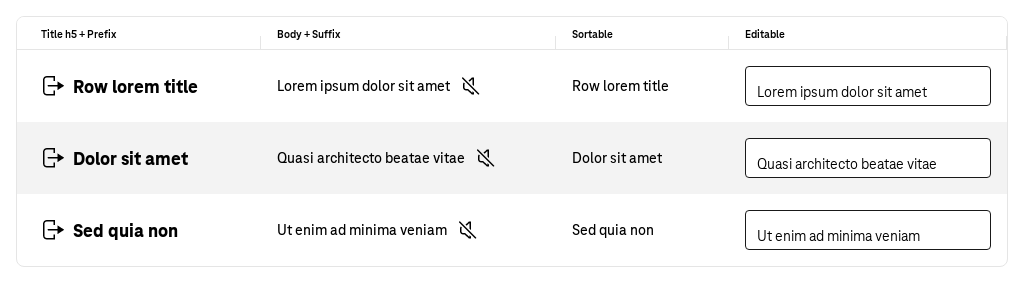 Title h5 + Prefix Body + Suffix Sortable Editable
Row lorem title Lorem ipsum dolor sit amet Row lorem title Lorem ipsum dolor sit amet
Dolor sit amet Quasi architecto beatae vitae Dolor sit amet Quasi architecto beatae vitae
Sed quia non Ut enim ad minima veniam Sed quia non Ut enim ad minima veniam